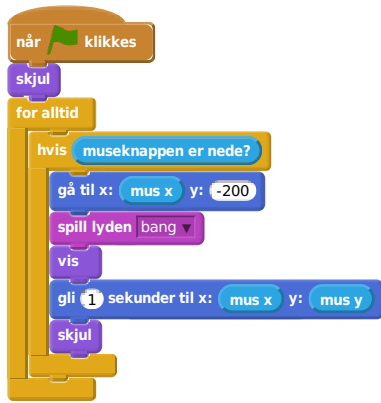 når klikkes
skjul
for alltid
hvis museknappen er nede?
gå til x: mus x y: -200
spill lyden bang
vis
gli 1 sekunder til x: mus x y: mus y
skjul